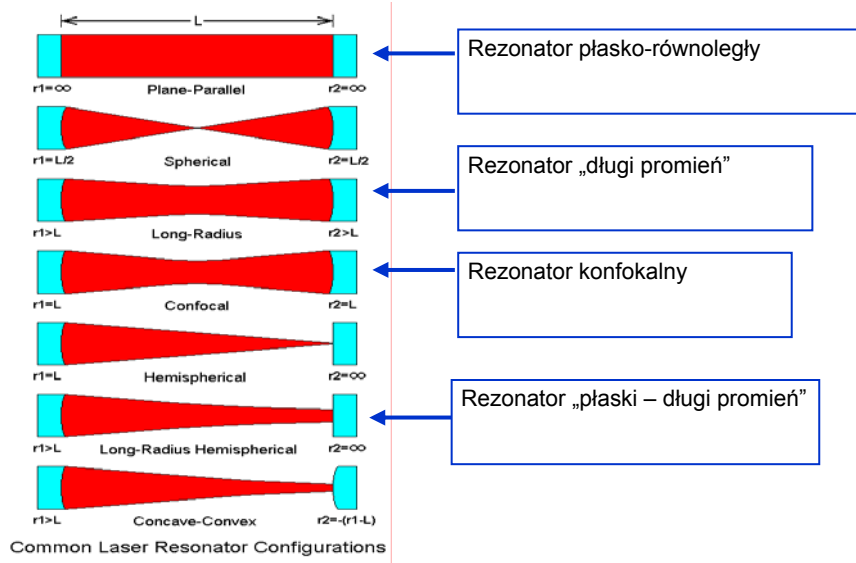 L
Rezonator płasko-równoległy
r1=∞
Plane-Parallel
r2=∞
r1=L/2
Spherical
r2=L/2
Rezonator „długi promień”
r1>L
Long-Radius
r2>L
Rezonator konfokalny
r1=L
Confocal
r2=L
r1=L
Hemispherical
r2=∞
Rezonator „płaski – długi promień”
r1>L
Long-Radius Hemispherical
r2=∞
r1>L
Concave-Convex
r2=-(r1-L)
Common Laser Resonator Configurations